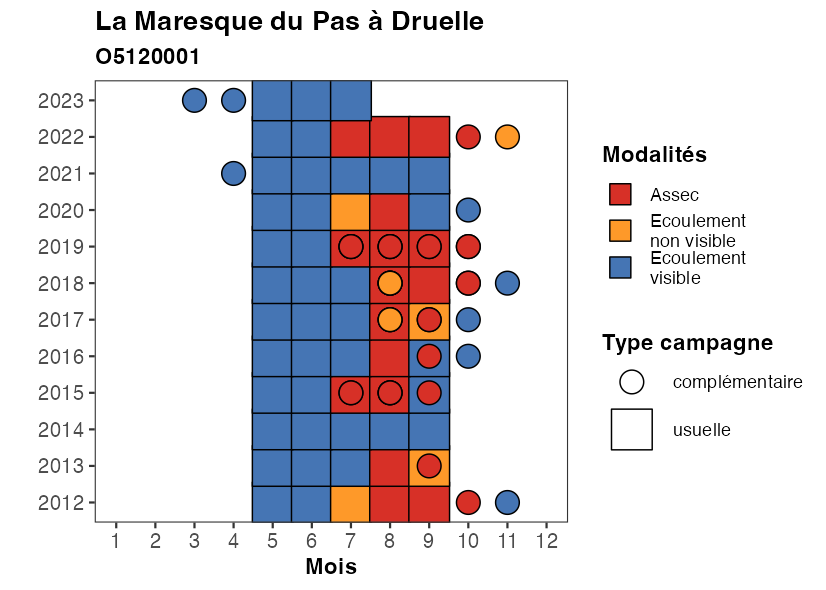 La Maresque du Pas à Druelle
O5120001
2023
2022
2021
2020
2019
2018
2017
2016
2015
2014
2013
2012
1 2 3 4 5 6 7 8 9 10 11 12
Mois
Modalités
Assec
Ecoulement
non visible
Ecoulement
visible
Type campagne
complémentaire
usuelle